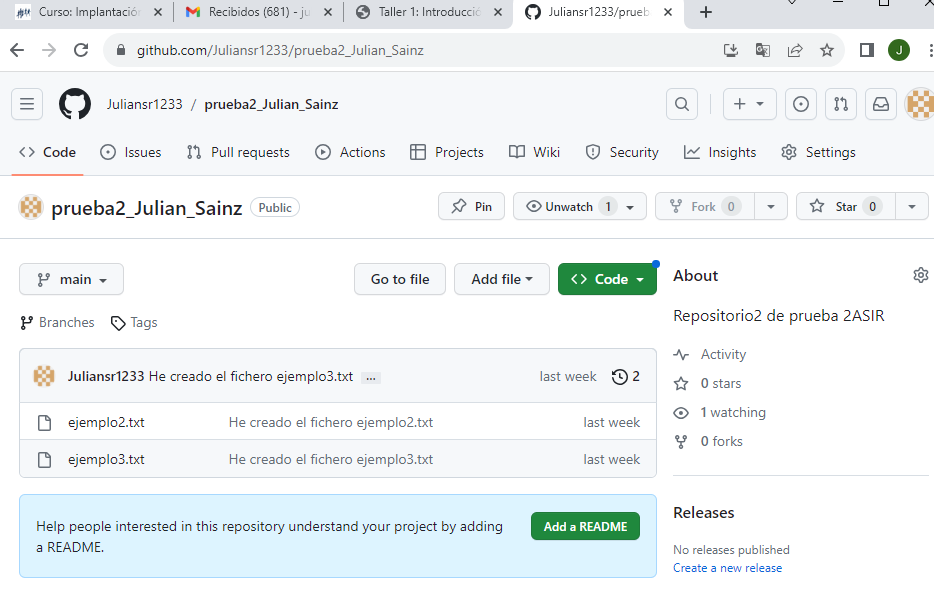 Curso: Implantación
Recibidos (681) - ju
Taller 1: Introducció
Juliansr1233/prueb
github.com/Juliansr1233/prueba2_Julian_Sainz
J
Juliansr1233 / prueba2_Julian_Sainz
Code
Issues
Pull requests
Actions
Projects
Wiki
Security
Insights
Settings
prueba2_Julian_Sainz
Public
Pin
Unwatch 1
Fork 0
Star 0
main
Go to file
Add file
Code
Branches
Tags
Juliansr1233 He creado el fichero ejemplo3.txt ...
last week
2
ejemplo2.txt
He creado el fichero ejemplo2.txt
last week
ejemplo3.txt
He creado el fichero ejemplo3.txt
last week
Help people interested in this repository understand your project by adding
a README.
Add a README
About
Repositorio2 de prueba 2ASIR
Activity
0 stars
1 watching
0 forks
Releases
No releases published
Create a new release